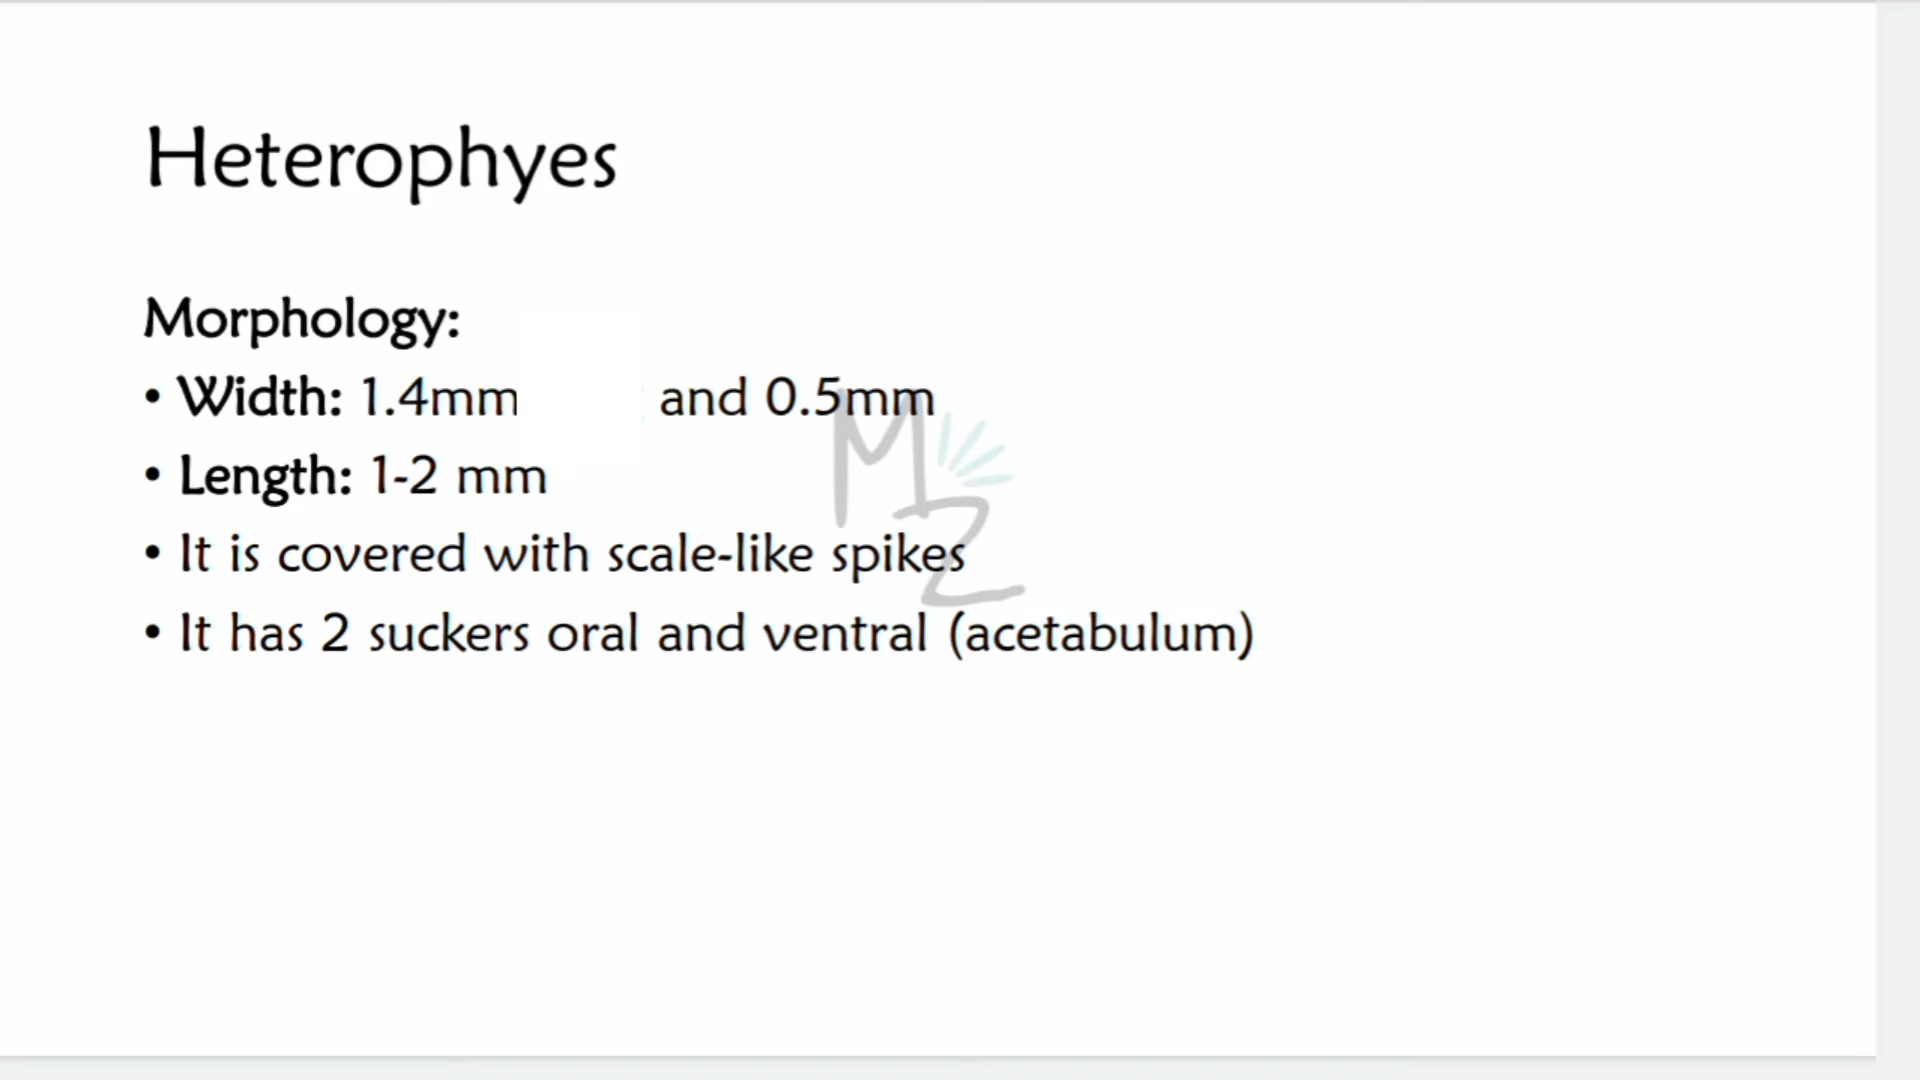 Heterophyes
Morphology:
• Width: 1.4mm and 0.5mm
• Length: 1-2 mm
• It is covered with scale-like spikes
• It has 2 suckers oral and ventral (acetabulum)
MZ